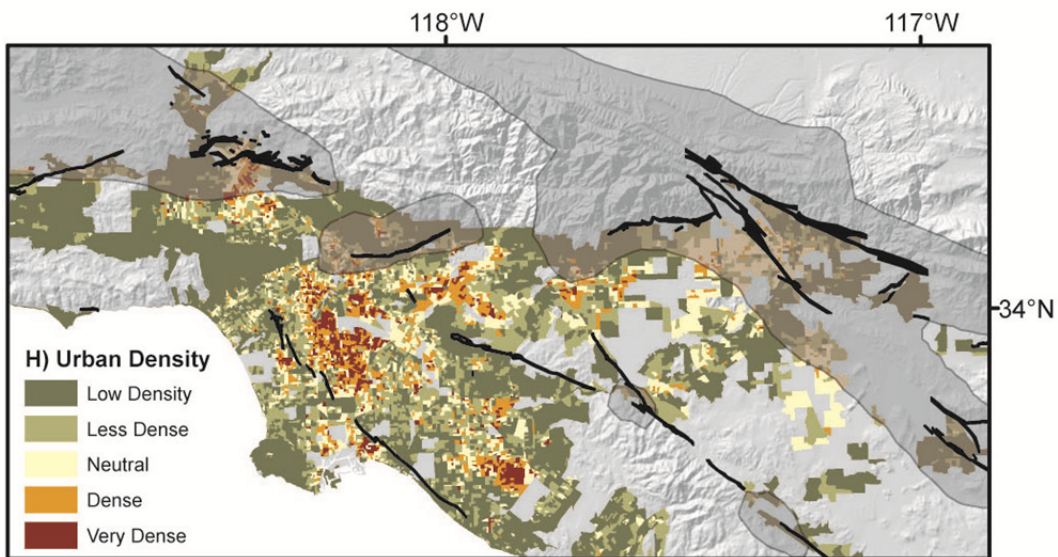 118°W
117°W
34°N
H) Urban Density
Low Density
Less Dense
Neutral
Dense
Very Dense